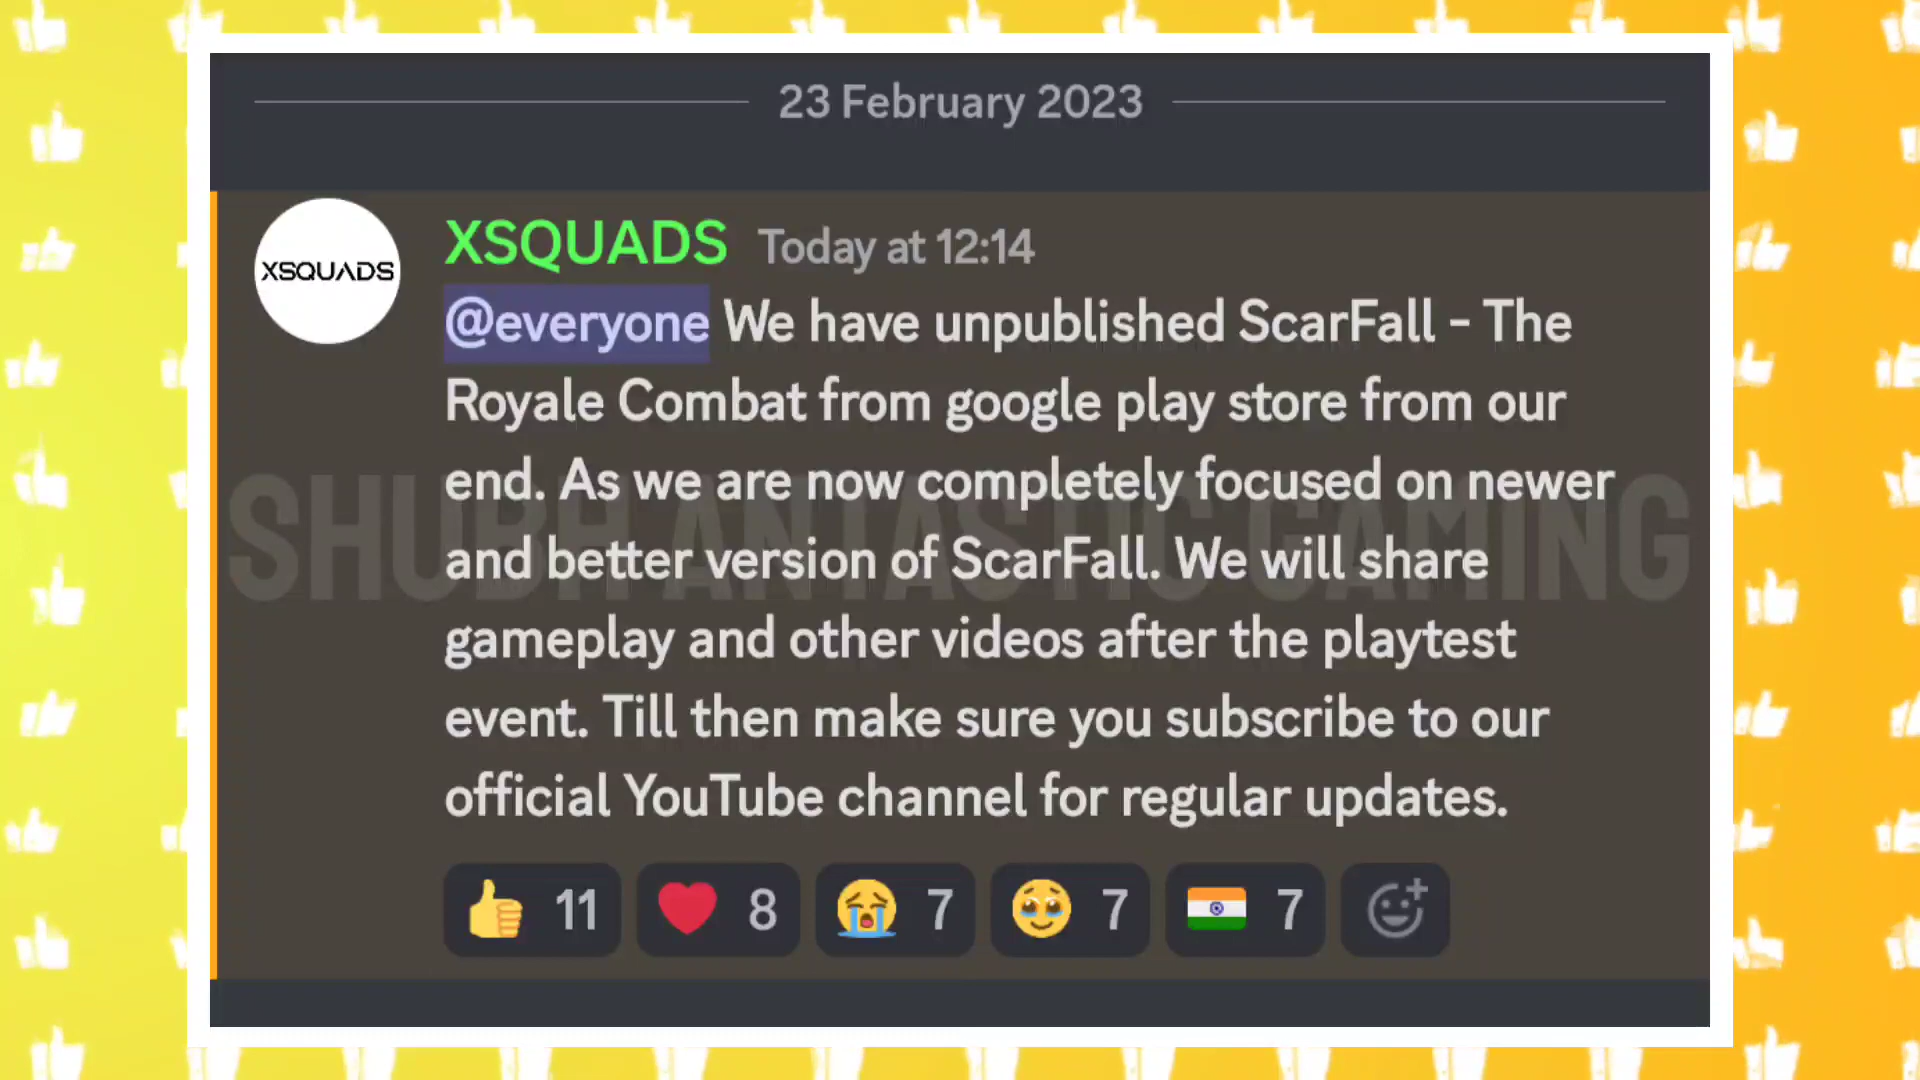 23 February 2023
XSQUADS
XSQUADS Today at 12:14
@everyone We have unpublished ScarFall - The
Royale Combat from google play store from our
end. As we are now completely focused on newer
and better version of ScarFall. We will share
gameplay and other videos after the playtest
event. Till then make sure you subscribe to our
official YouTube channel for regular updates.
SHUBH ANTASTIC GAMING
11 8 7 7 7